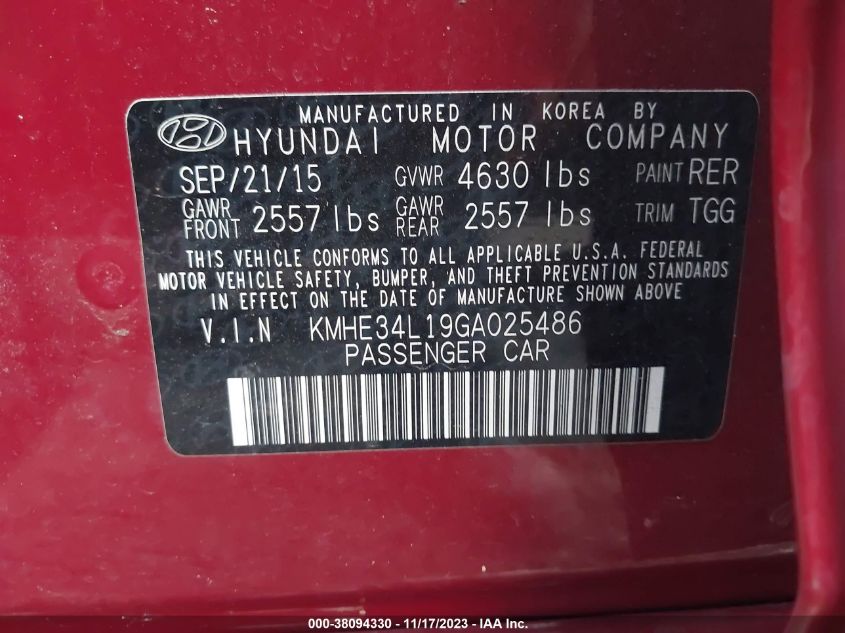 MANUFACTURED IN KOREA BY
HYUNDAI MOTOR COMPANY
SEP/21/15 GVWR 4630 lbs PAINT RER
GAWR FRONT 2557 lbs GAWR REAR 2557 lbs TRIM TGG
THIS VEHICLE CONFORMS TO ALL APPLICABLE U.S.A. FEDERAL
MOTOR VEHICLE SAFETY, BUMPER, AND THEFT PREVENTION STANDARDS
IN EFFECT ON THE DATE OF MANUFACTURE SHOWN ABOVE
V.I.N KMHE34L19GA025486
PASSENGER CAR
000-38094330 - 11/17/2023 - IAA Inc.